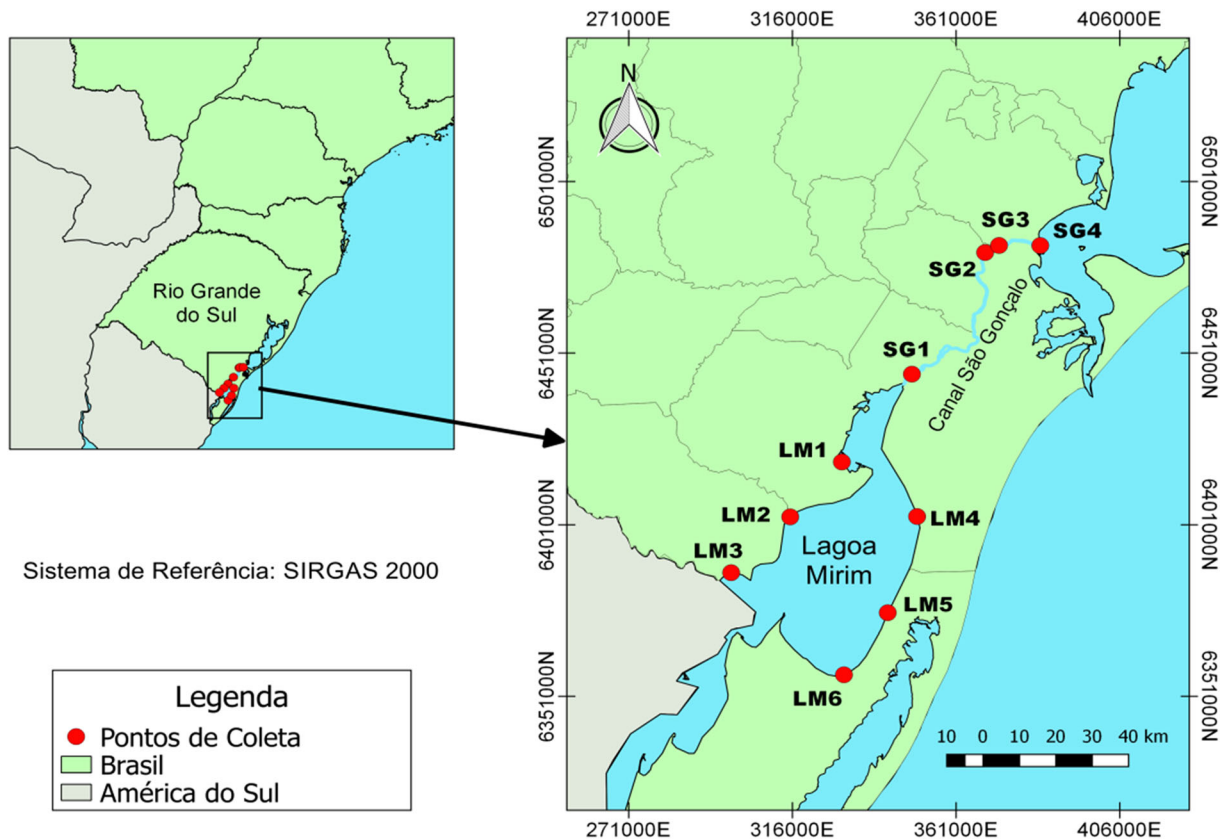 271000E 316000E 361000E 406000E
N
Rio Grande
do Sul
6501000N
6501000N
SG3
SG4
SG2
6451000N
6451000N
SG1
Canal São Gonçalo
LM1
LM2
LM4
6401000N
6401000N
Lagoa
Mirim
LM3
Sistema de Referência: SIRGAS 2000
LM5
LM6
6351000N
6351000N
Legenda
Pontos de Coleta
Brasil
América do Sul
10 0 10 20 30 40 km
271000E 316000E 361000E 406000E